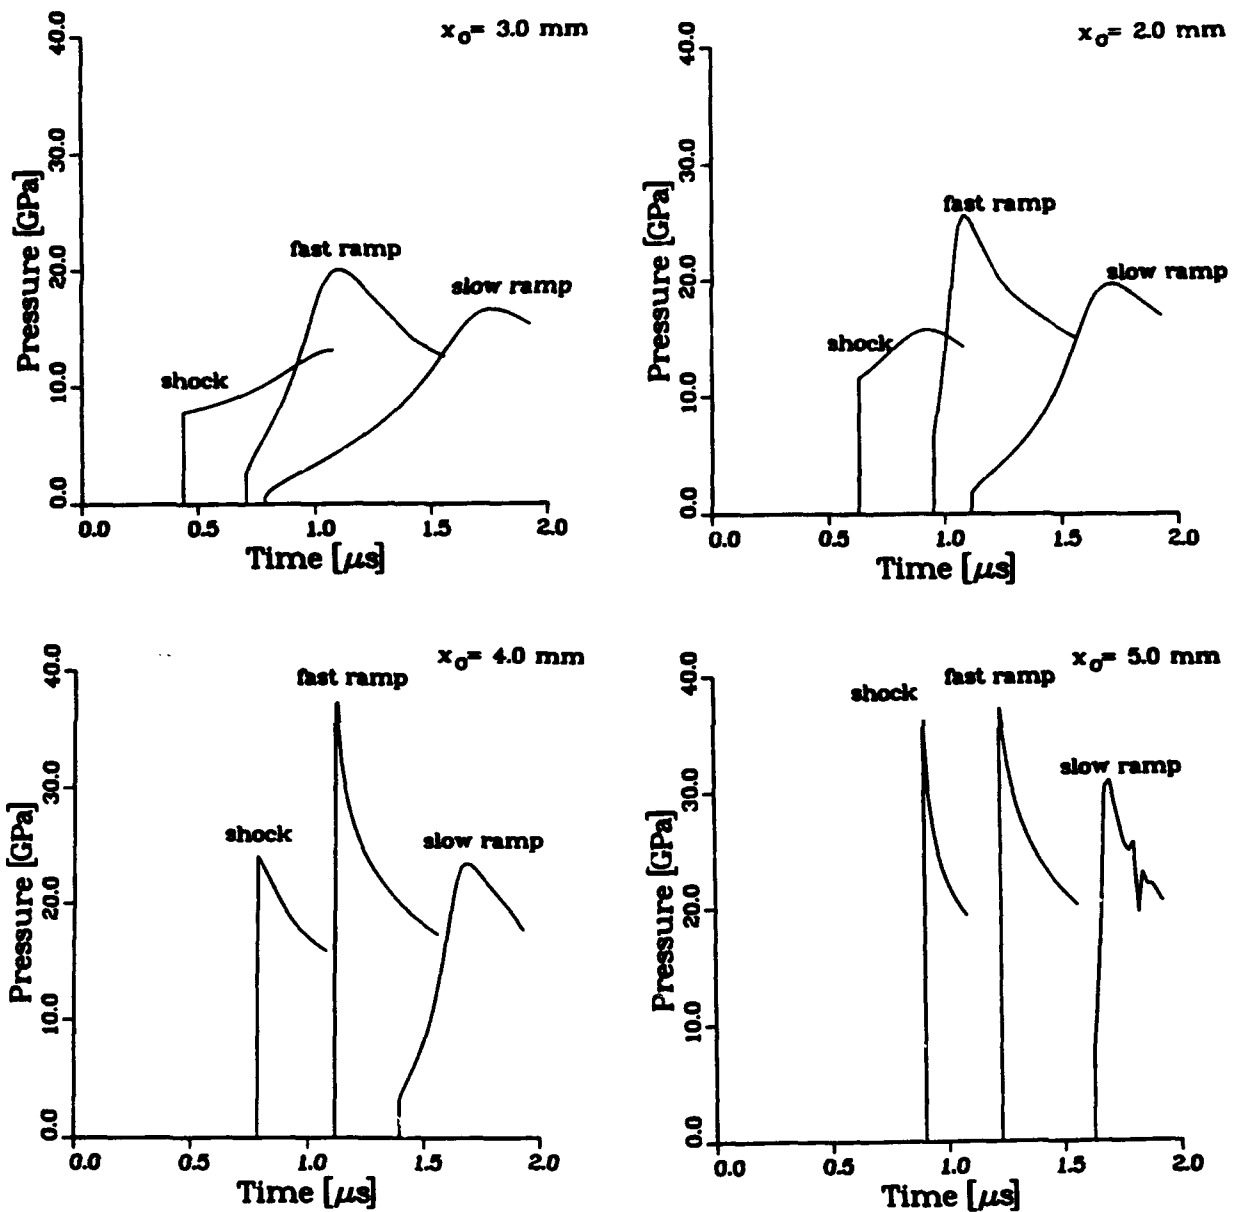 x₀= 3.0 mm
40.0
30.0
20.0
10.0
0.0
Pressure [GPa]
fast ramp
slow ramp
shock
0.0 0.5 1.0 1.5 2.0
Time [μs]
x₀= 2.0 mm
40.0
30.0
20.0
10.0
0.0
Pressure [GPa]
fast ramp
slow ramp
shock
0.0 0.5 1.0 1.5 2.0
Time [μs]
x₀= 4.0 mm
40.0
30.0
20.0
10.0
0.0
Pressure [GPa]
fast ramp
shock
slow ramp
0.0 0.5 1.0 1.5 2.0
Time [μs]
x₀= 5.0 mm
40.0
30.0
20.0
10.0
0.0
Pressure [GPa]
shock
fast ramp
slow ramp
0.0 0.5 1.0 1.5 2.0
Time [μs]